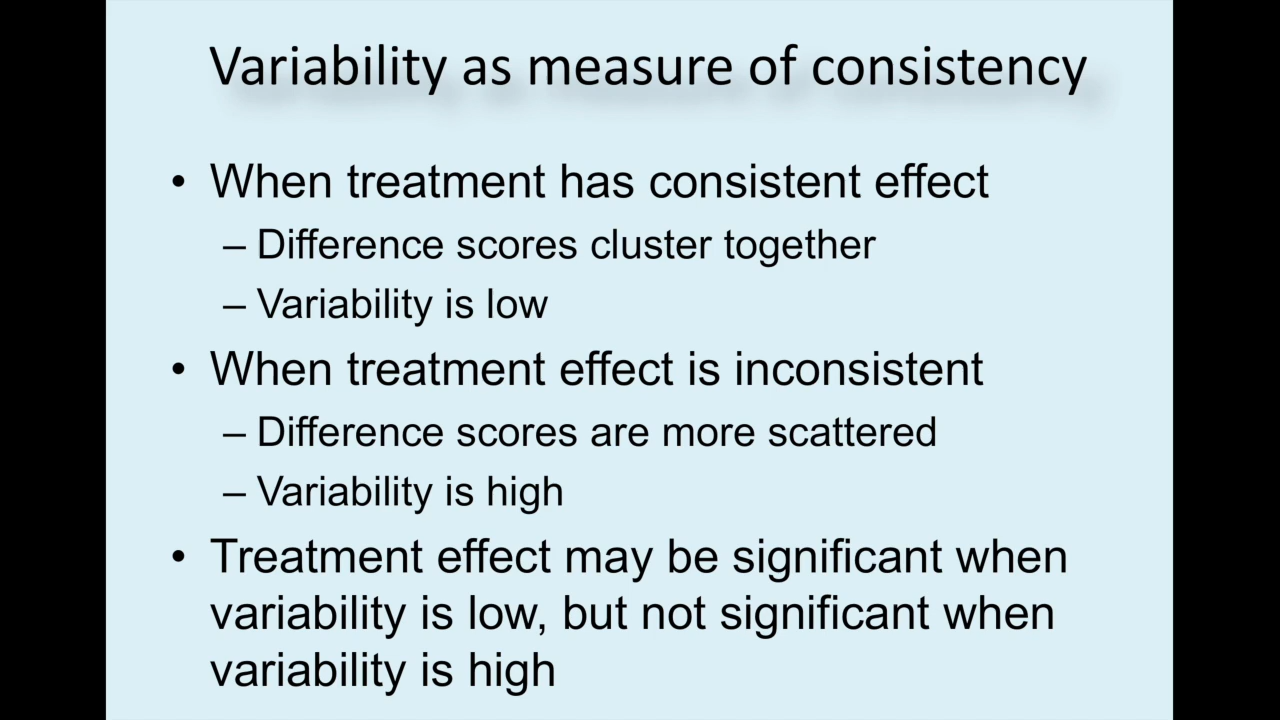 Variability as measure of consistency
• When treatment has consistent effect
– Difference scores cluster together
– Variability is low
• When treatment effect is inconsistent
– Difference scores are more scattered
– Variability is high
• Treatment effect may be significant when
variability is low, but not significant when
variability is high